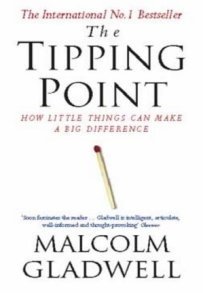 The International No.1 Bestseller
The
TIPPING
POINT
HOW LITTLE THINGS CAN MAKE
A BIG DIFFERENCE
'Soon fascinates the reader ... Gladwell is intelligent, articulate,
well-informed and thought-provoking' Observer
MALCOLM
GLADWELL